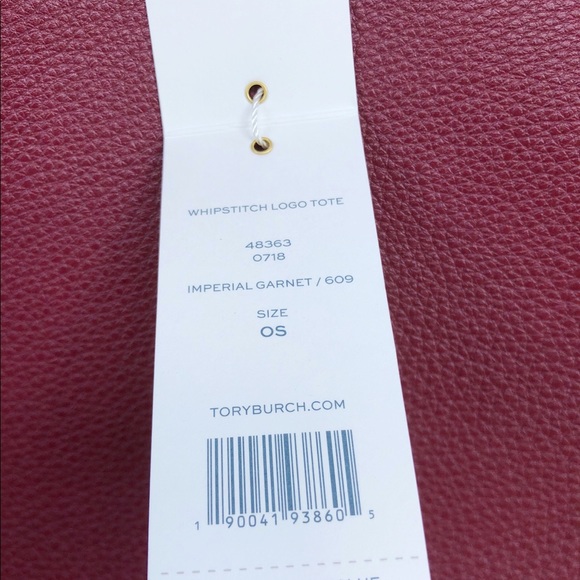 WHIPSTITCH LOGO TOTE
48363
0718
IMPERIAL GARNET / 609
SIZE
OS
TORYBURCH.COM
1 90041 93860 5